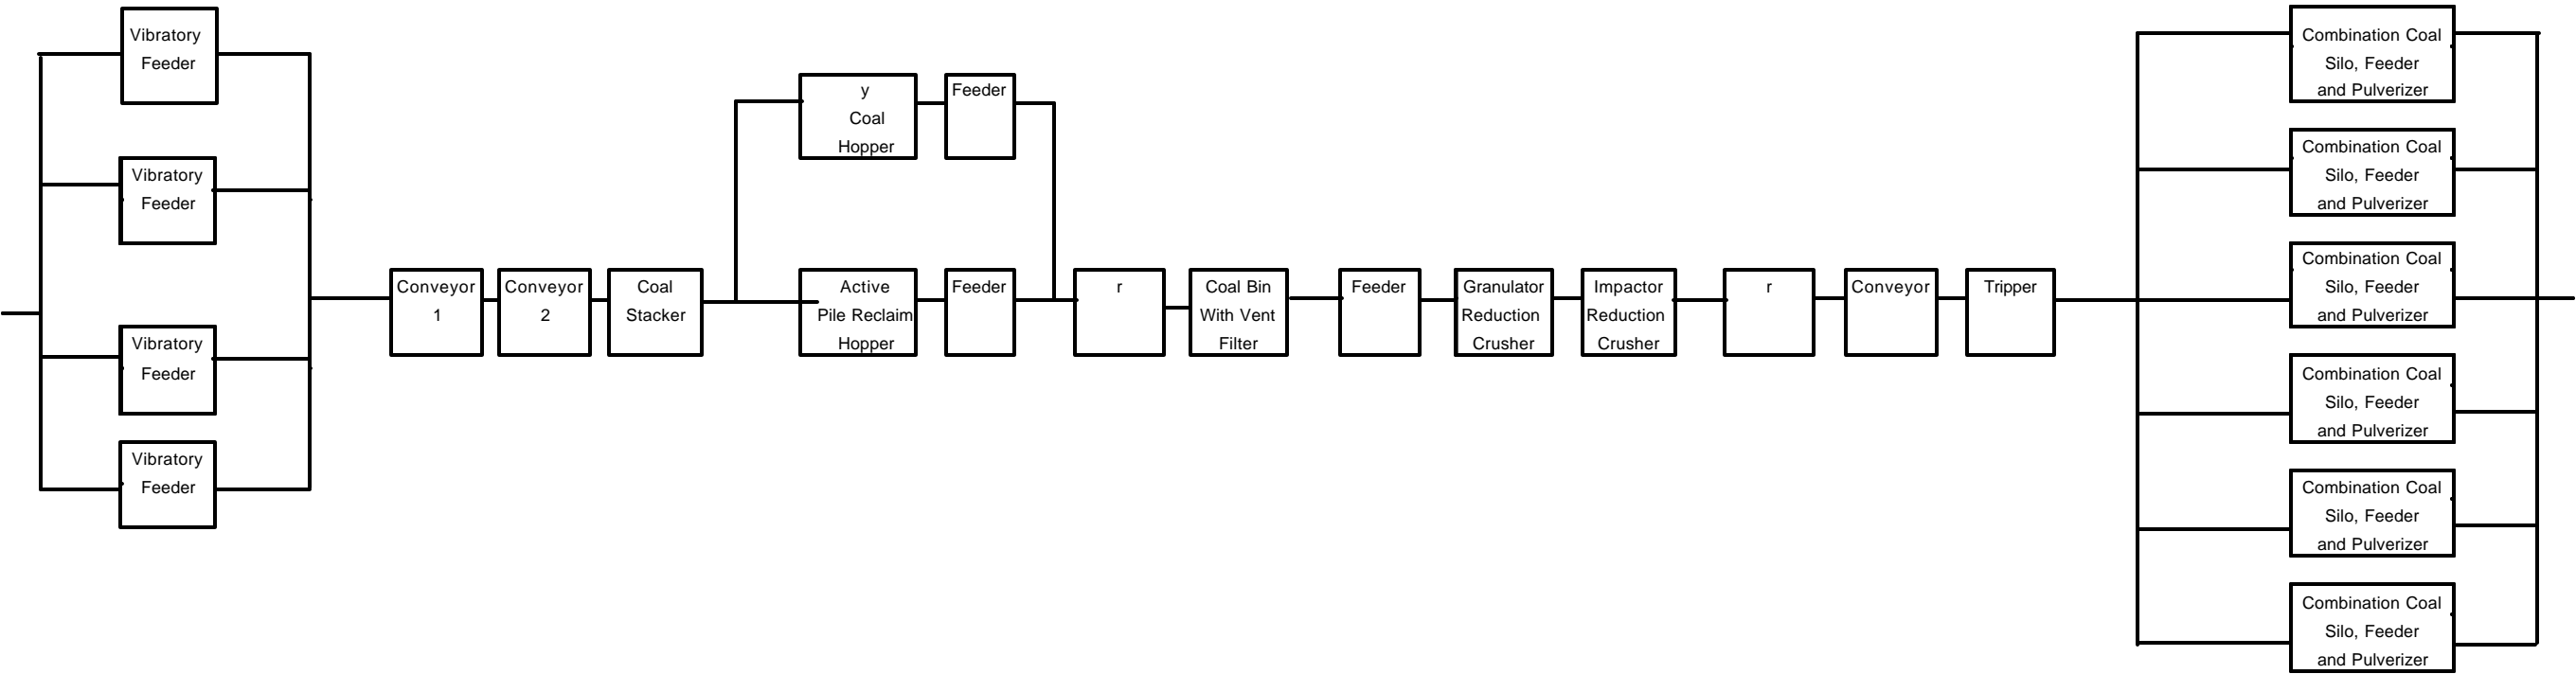 Vibratory
Feeder
Vibratory
Feeder
Vibratory
Feeder
Vibratory
Feeder
Conveyor
1
Conveyor
2
Coal
Stacker
y
Coal
Hopper
Feeder
Active
Pile Reclaim
Hopper
Feeder
r
Coal Bin
With Vent
Filter
Feeder
Granulator
Reduction
Crusher
Impactor
Reduction
Crusher
r
Conveyor
Tripper
Combination Coal
Silo, Feeder
and Pulverizer
Combination Coal
Silo, Feeder
and Pulverizer
Combination Coal
Silo, Feeder
and Pulverizer
Combination Coal
Silo, Feeder
and Pulverizer
Combination Coal
Silo, Feeder
and Pulverizer
Combination Coal
Silo, Feeder
and Pulverizer